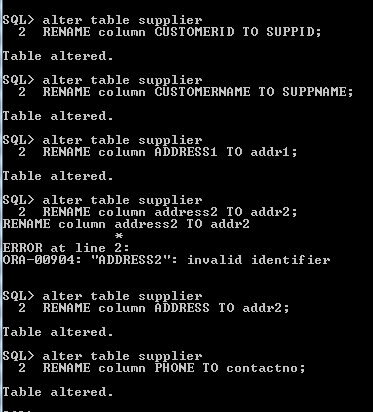 SQL> alter table supplier
2 RENAME column CUSTOMERID TO SUPPID;
Table altered.
SQL> alter table supplier
2 RENAME column CUSTOMERNAME TO SUPPNAME;
Table altered.
SQL> alter table supplier
2 RENAME column ADDRESS1 TO addr1;
Table altered.
SQL> alter table supplier
2 RENAME column address2 TO addr2;
RENAME column address2 TO addr2
*
ERROR at line 2:
ORA-00904: "ADDRESS2": invalid identifier
SQL> alter table supplier
2 RENAME column ADDRESS TO addr2;
Table altered.
SQL> alter table supplier
2 RENAME column PHONE TO contactno;
Table altered.